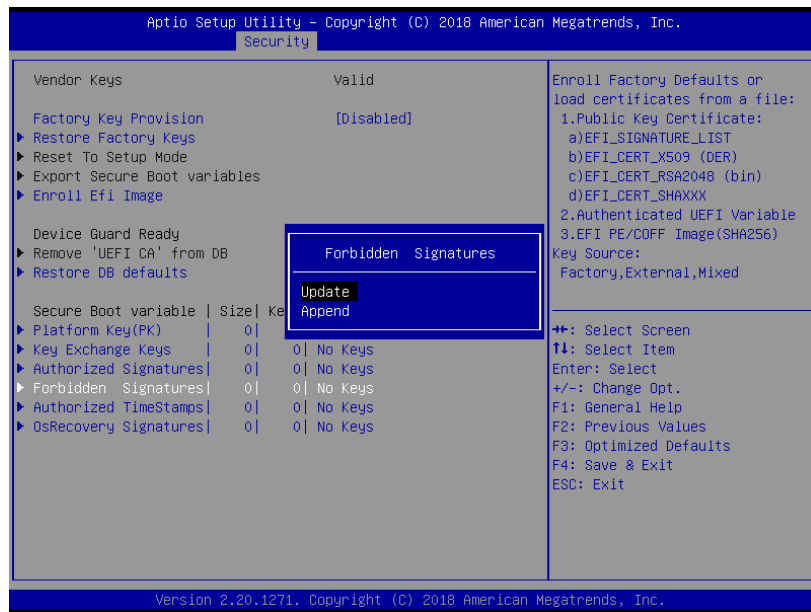 Aptio Setup Utility – Copyright (C) 2018 American Megatrends, Inc.
Security
Vendor Keys Valid
Factory Key Provision [Disabled]
Restore Factory Keys
Reset To Setup Mode
Export Secure Boot variables
Enroll Efi Image
Device Guard Ready
Remove 'UEFI CA' from DB
Restore DB defaults
Secure Boot variable | Size| Ke
Platform Key(PK) | 0|
Key Exchange Keys | 0| 0| No Keys
Authorized Signatures| 0| 0| No Keys
Forbidden Signatures| 0| 0| No Keys
Authorized TimeStamps| 0| 0| No Keys
OsRecovery Signatures| 0| 0| No Keys
Forbidden Signatures
Update
Append
Enroll Factory Defaults or
load certificates from a file:
1.Public Key Certificate:
a)EFI_SIGNATURE_LIST
b)EFI_CERT_X509 (DER)
c)EFI_CERT_RSA2048 (bin)
d)EFI_CERT_SHAXXX
2.Authenticated UEFI Variable
3.EFI PE/COFF Image(SHA256)
Key Source:
Factory,External,Mixed
→←: Select Screen
↑↓: Select Item
Enter: Select
+/-: Change Opt.
F1: General Help
F2: Previous Values
F3: Optimized Defaults
F4: Save & Exit
ESC: Exit
Version 2.20.1271. Copyright (C) 2018 American Megatrends, Inc.